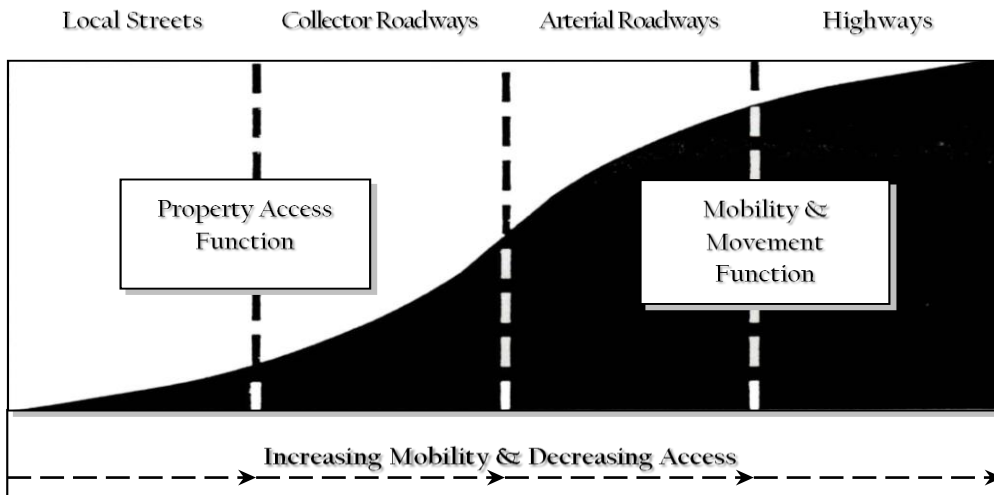 Local Streets
Collector Roadways
Arterial Roadways
Highways
Property Access
Function
Mobility &
Movement
Function
Increasing Mobility & Decreasing Access